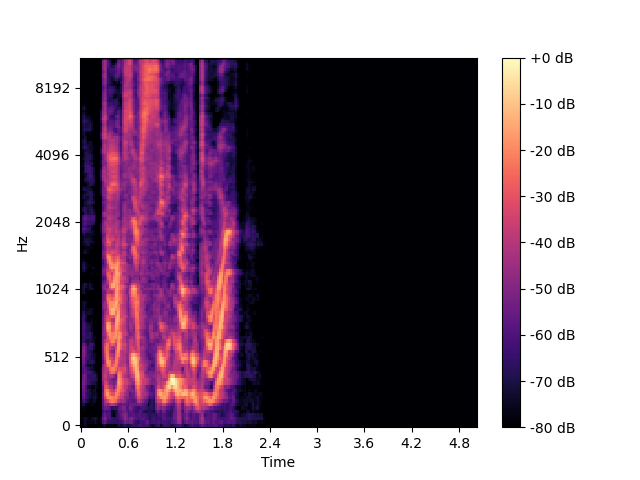 +0 dB
8192
-10 dB
4096
-20 dB
-30 dB
2048
Hz
-40 dB
1024
-50 dB
-60 dB
512
-70 dB
0
-80 dB
0 0.6 1.2 1.8 2.4 3 3.6 4.2 4.8
Time